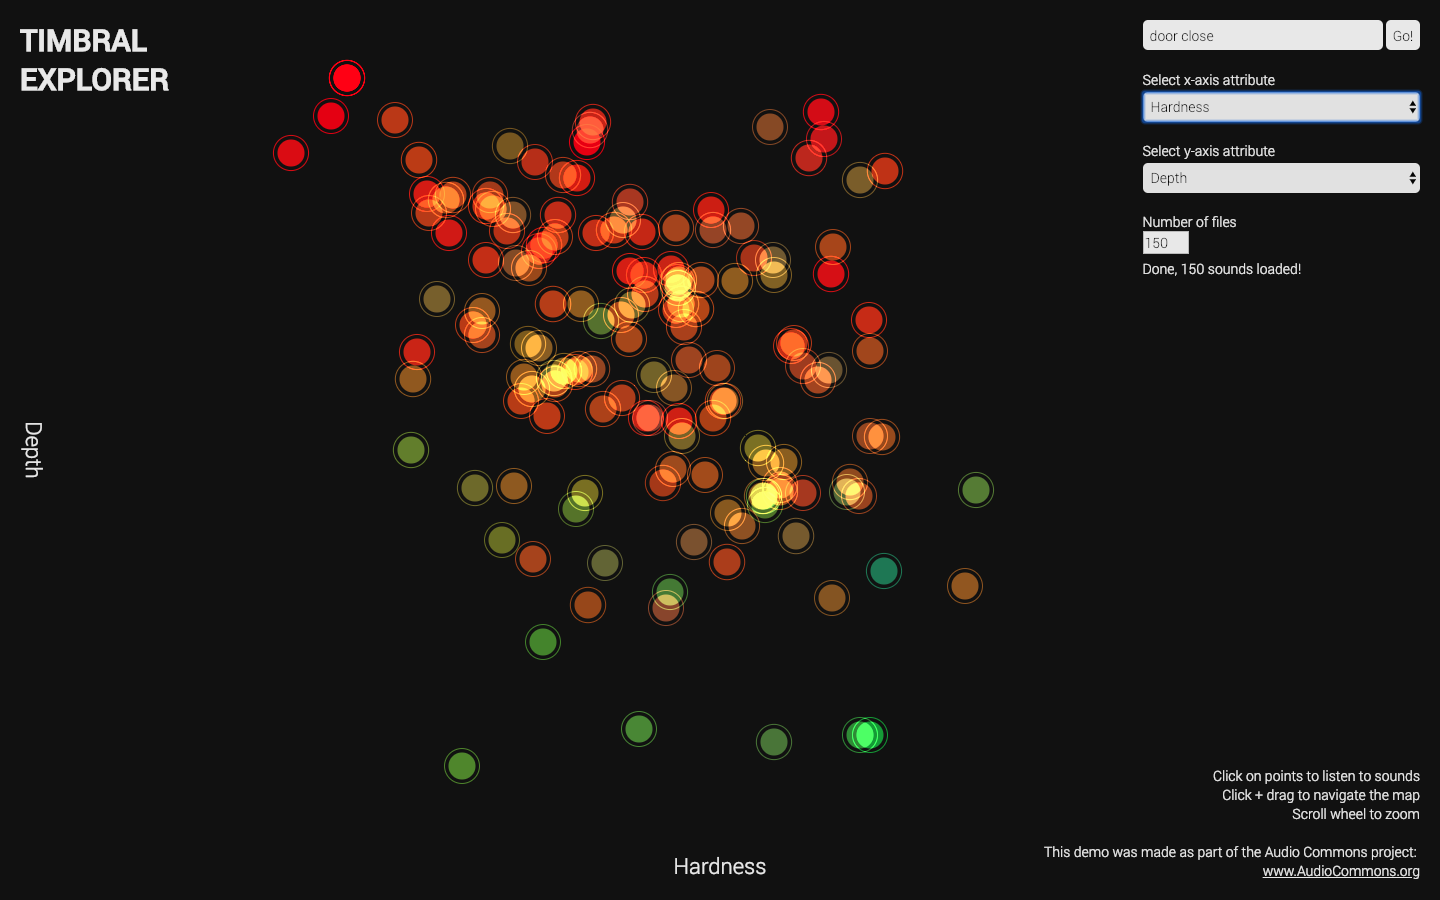 TIMBRAL
EXPLORER
door close
Go!
Select x-axis attribute
Hardness
Select y-axis attribute
Depth
Number of files
150
Done, 150 sounds loaded!
Depth
Hardness
Click on points to listen to sounds
Click + drag to navigate the map
Scroll wheel to zoom
This demo was made as part of the Audio Commons project:
www.AudioCommons.org